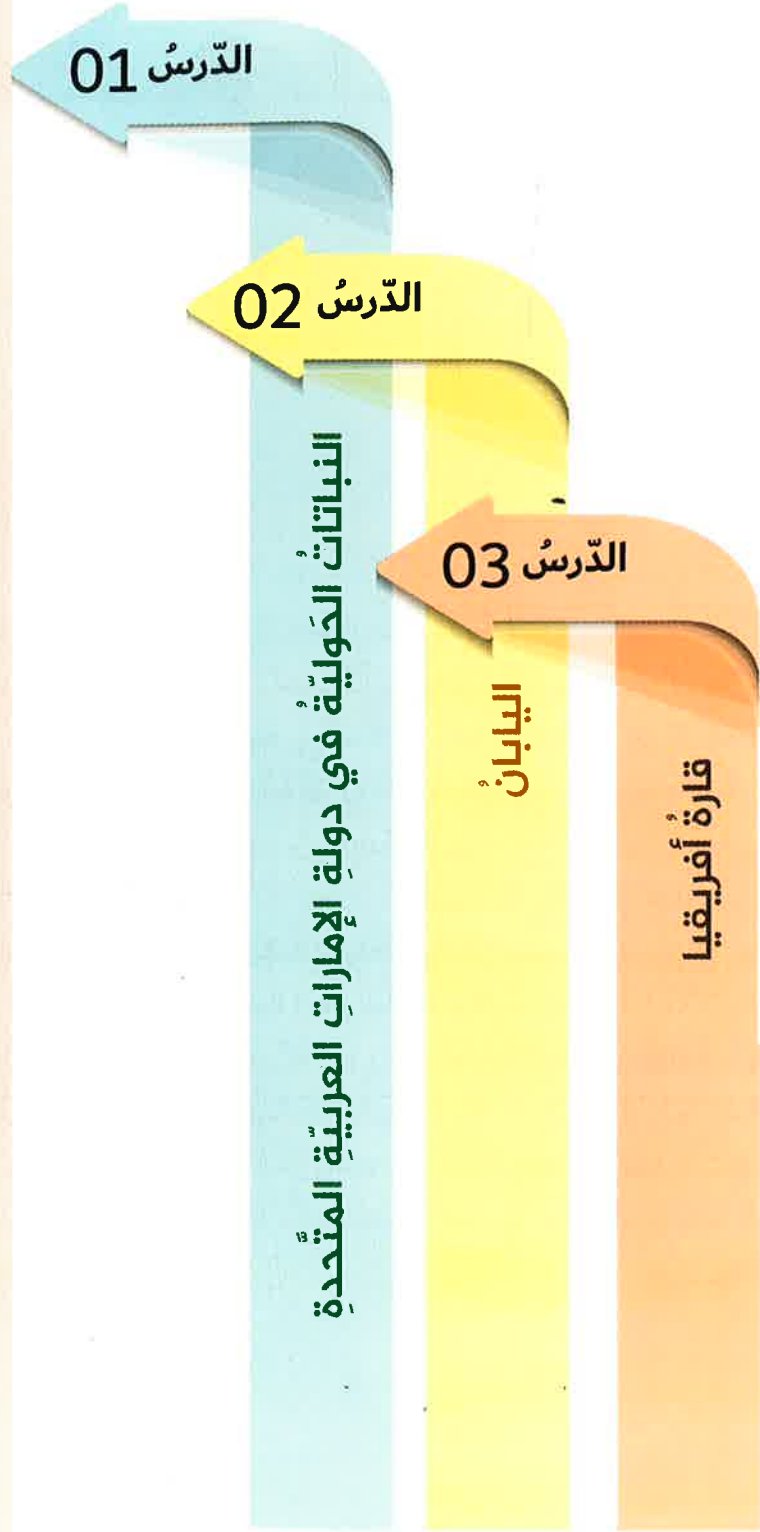 الدّرسُ 01
النباتاتُ الحَوليّةُ في دولةِ الإماراتِ العربيّةِ المتَّحدةِ
الدّرسُ 02
اليابانُ
الدّرسُ 03
قارةُ أفريقيا